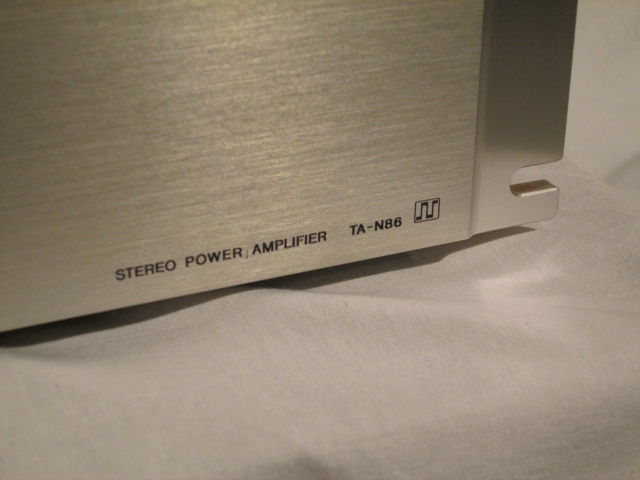 STEREO POWER AMPLIFIER TA-N86